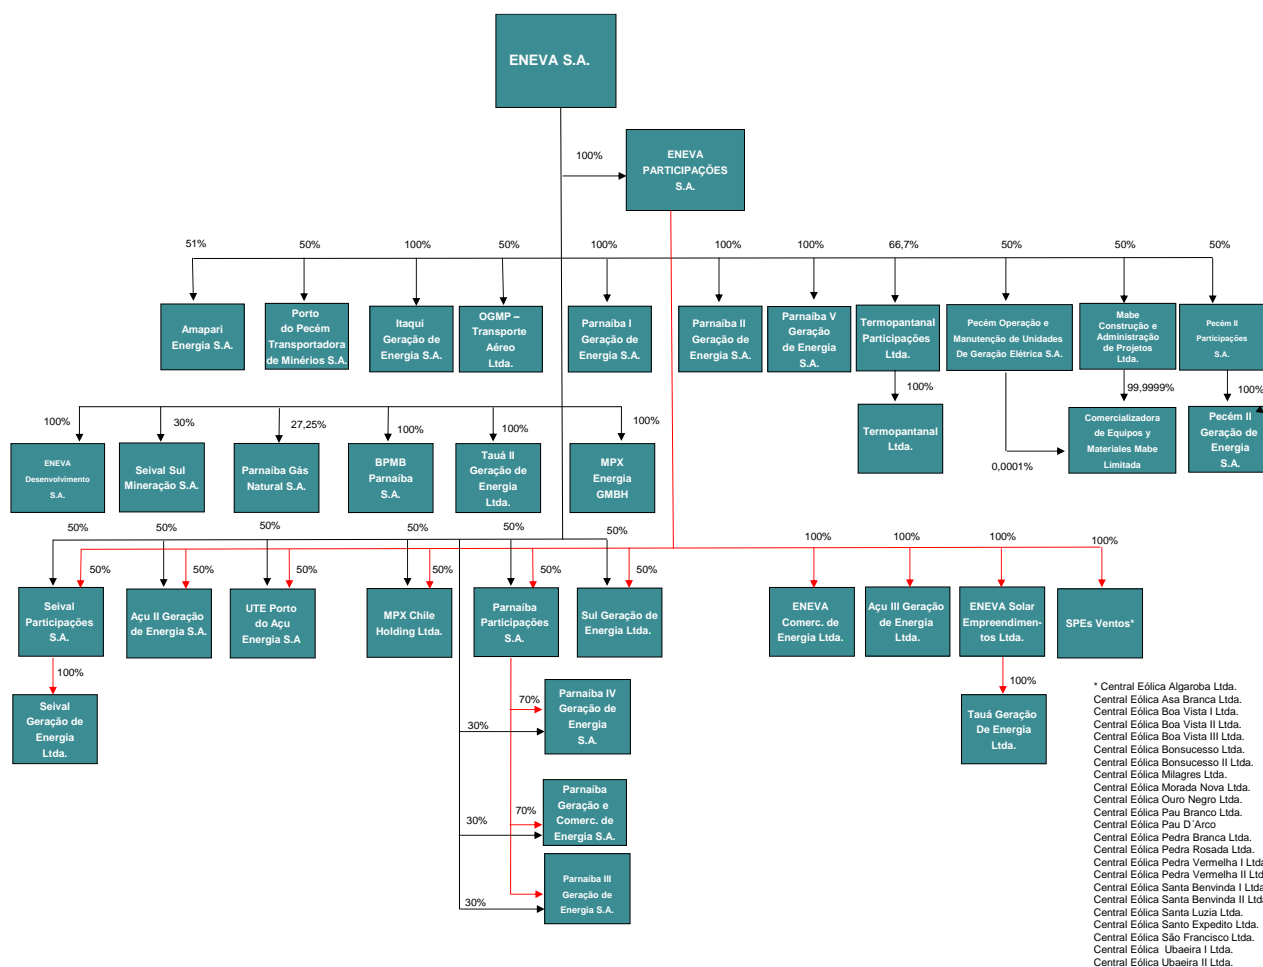 ENEVA S.A.
100%
ENEVA
PARTICIPAÇÕES
S.A.
51%
50%
100%
50%
100%
100%
100%
66,7%
50%
50%
50%
Amapari
Energia S.A.
Porto
do Pecém
Transportadora
de Minérios S.A.
Itaqui
Geração de
Energia S.A.
OGMP –
Transporte
Aéreo
Ltda.
Parnaíba I
Geração de
Energia S.A.
Parnaíba II
Geração de
Energia S.A.
Parnaíba V
Geração
de Energia
S.A.
Termopantanal
Participações
Ltda.
Pecém Operação e
Manutenção de Unidades
De Geração Elétrica S.A.
Mabe
Construção e
Administração
de Projetos
Ltda.
Pecém II
Participações
S.A.
100%
99,9999%
100%
Termopantanal
Ltda.
0,0001%
Comercializadora
de Equipos y
Materiales Mabe
Limitada
Pecém II
Geração de
Energia
S.A.
100%
30%
27,25%
100%
100%
100%
ENEVA
Desenvolvimento
S.A.
Seival Sul
Mineração S.A.
Parnaíba Gás
Natural S.A.
BPMB
Parnaíba
S.A.
Tauá II
Geração de
Energia
Ltda.
MPX
Energia
GMBH
50%
50%
50%
50%
50%
50%
100%
100%
100%
100%
50%
50%
50%
50%
50%
50%
Seival
Participações
S.A.
Açu II Geração
de Energia S.A.
UTE Porto
do Açu
Energia S.A
MPX Chile
Holding Ltda.
Parnaíba
Participações
S.A.
Sul Geração de
Energia Ltda.
ENEVA
Comerc. de
Energia Ltda.
Açu III Geração
de Energia
Ltda.
ENEVA Solar
Empreendimen-
tos Ltda.
SPEs Ventos*
100%
100%
Seival
Geração de
Energia
Ltda.
70%
30%
Parnaíba IV
Geração de
Energia
S.A.
Tauá Geração
De Energia
Ltda.
70%
30%
Parnaíba
Geração e
Comerc. de
Energia S.A.
30%
Parnaíba III
Geração de
Energia S.A.
* Central Eólica Algaroba Ltda.
Central Eólica Asa Branca Ltda.
Central Eólica Boa Vista I Ltda.
Central Eólica Boa Vista II Ltda.
Central Eólica Boa Vista III Ltda.
Central Eólica Bonsucesso Ltda.
Central Eólica Bonsucesso II Ltda.
Central Eólica Milagres Ltda.
Central Eólica Morada Nova Ltda.
Central Eólica Ouro Negro Ltda.
Central Eólica Pau Branco Ltda.
Central Eólica Pau D´Arco
Central Eólica Pedra Branca Ltda.
Central Eólica Pedra Rosada Ltda.
Central Eólica Pedra Vermelha I Ltda
Central Eólica Pedra Vermelha II Ltd
Central Eólica Santa Benvinda I Ltda
Central Eólica Santa Benvinda II Ltd
Central Eólica Santa Luzia Ltda.
Central Eólica Santo Expedito Ltda.
Central Eólica São Francisco Ltda.
Central Eólica Ubaeira I Ltda.
Central Eólica Ubaeira II Ltda.